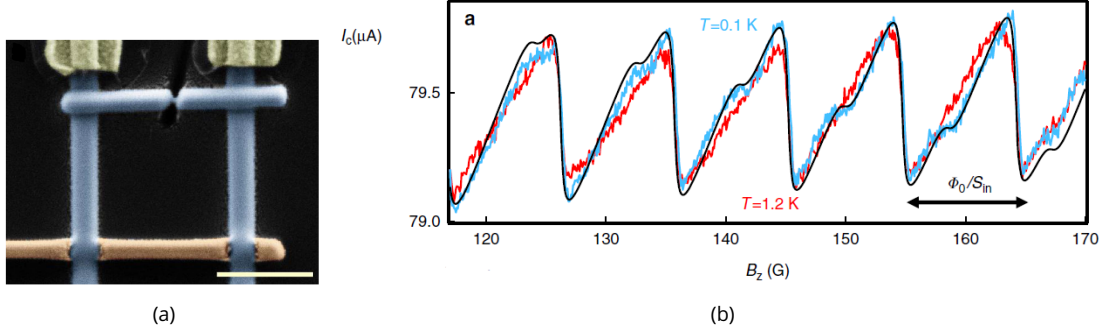 a
I_c(μA)
T=0.1 K
79.5
Φ_0/S_in
T=1.2 K
79.0
120 130 140 150 160 170
B_z (G)
(a) (b)